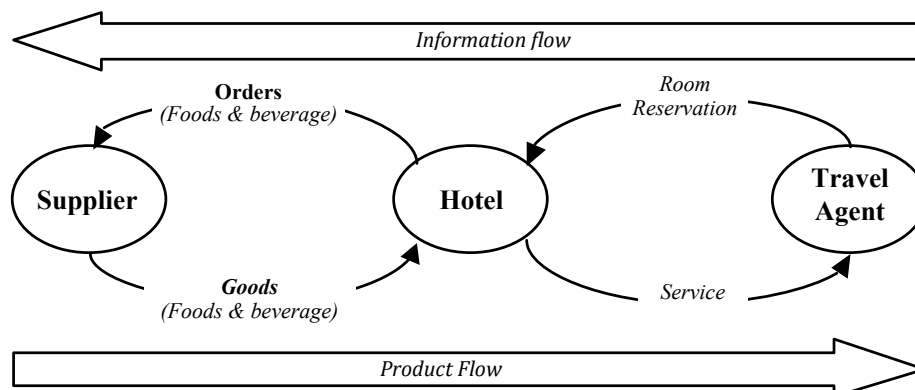 Information flow
Orders
(Foods & beverage)
Room
Reservation
Supplier
Hotel
Travel
Agent
Goods
(Foods & beverage)
Service
Product Flow